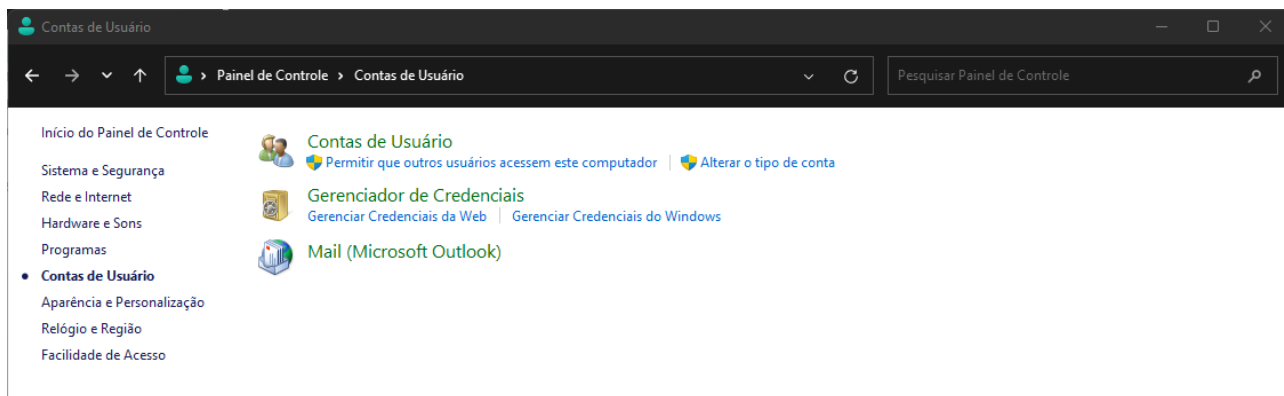 Contas de Usuário
Painel de Controle > Contas de Usuário
Pesquisar Painel de Controle
Início do Painel de Controle
Sistema e Segurança
Rede e Internet
Hardware e Sons
Programas
Contas de Usuário
Aparência e Personalização
Relógio e Região
Facilidade de Acesso
Contas de Usuário
Permitir que outros usuários acessem este computador | Alterar o tipo de conta
Gerenciador de Credenciais
Gerenciar Credenciais da Web | Gerenciar Credenciais do Windows
Mail (Microsoft Outlook)